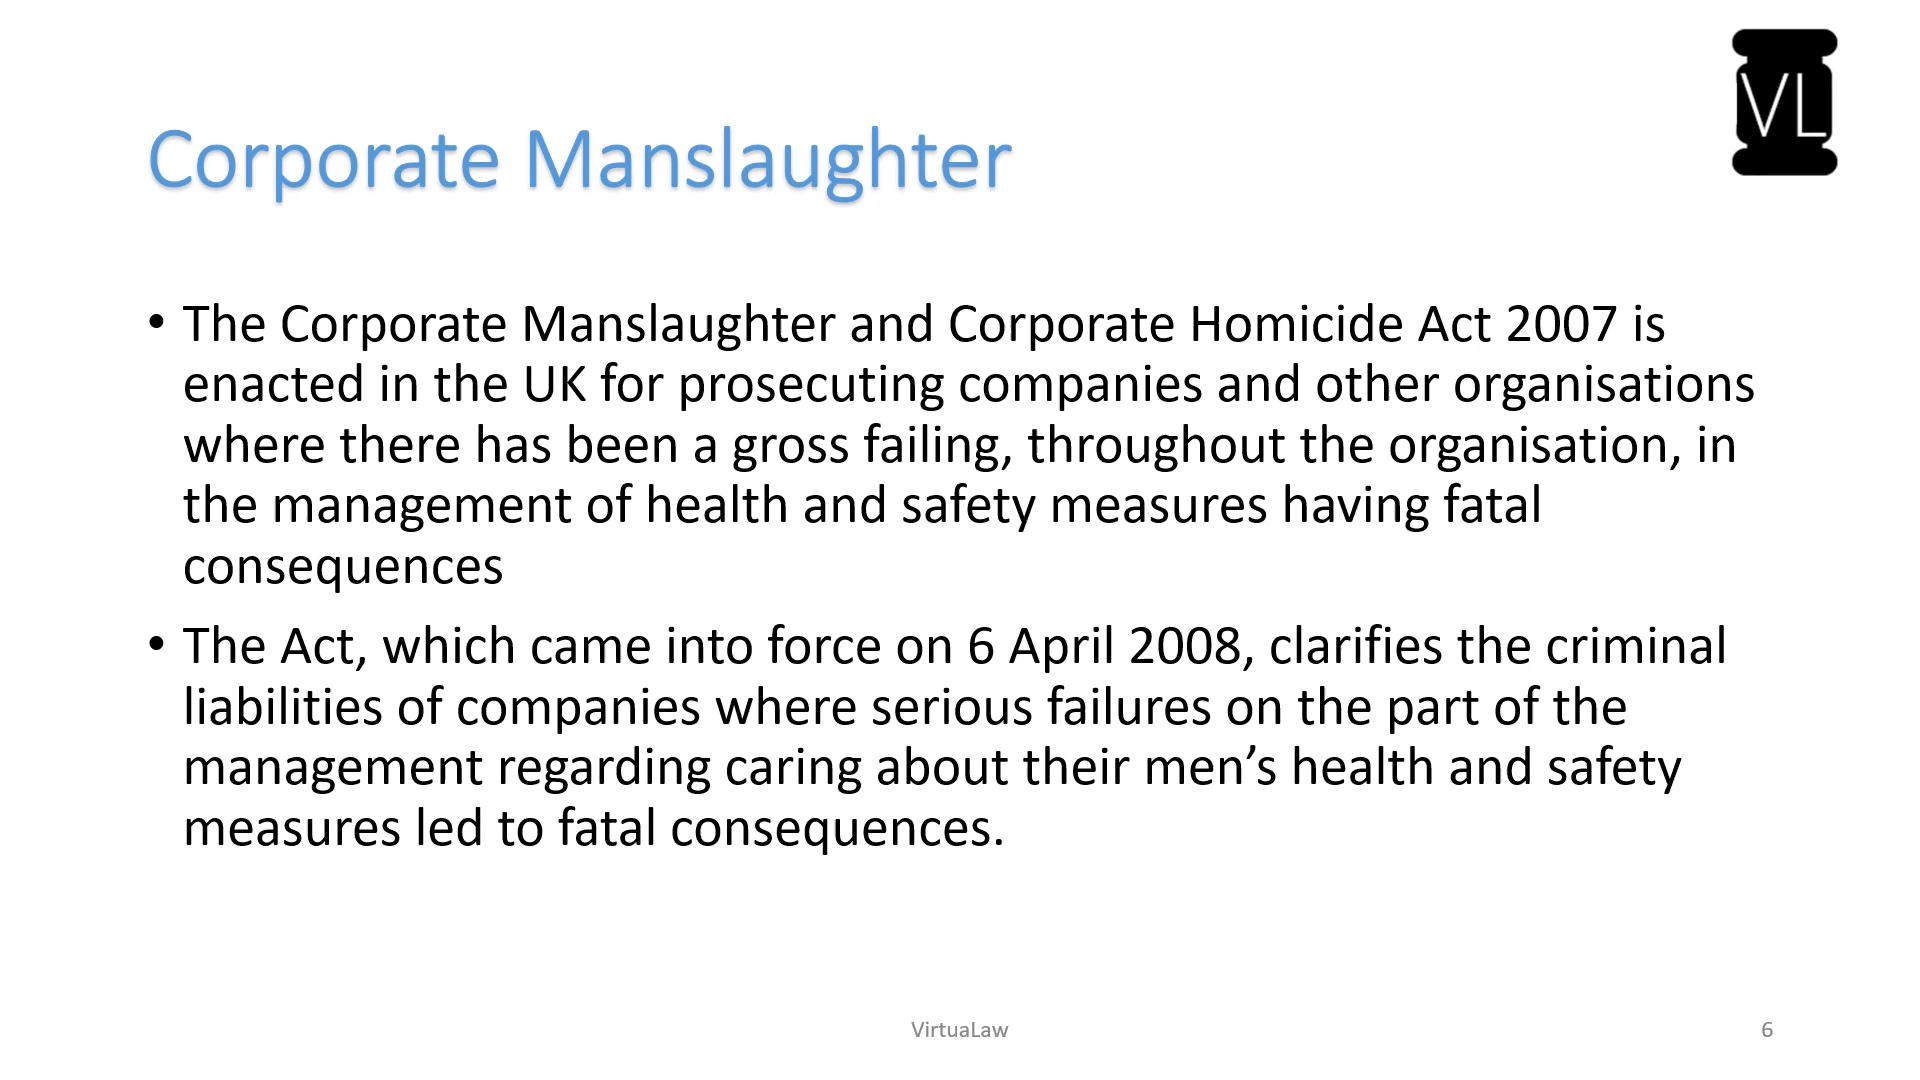 VL
Corporate Manslaughter
• The Corporate Manslaughter and Corporate Homicide Act 2007 is
enacted in the UK for prosecuting companies and other organisations
where there has been a gross failing, throughout the organisation, in
the management of health and safety measures having fatal
consequences
• The Act, which came into force on 6 April 2008, clarifies the criminal
liabilities of companies where serious failures on the part of the
management regarding caring about their men’s health and safety
measures led to fatal consequences.
VirtuaLaw
6